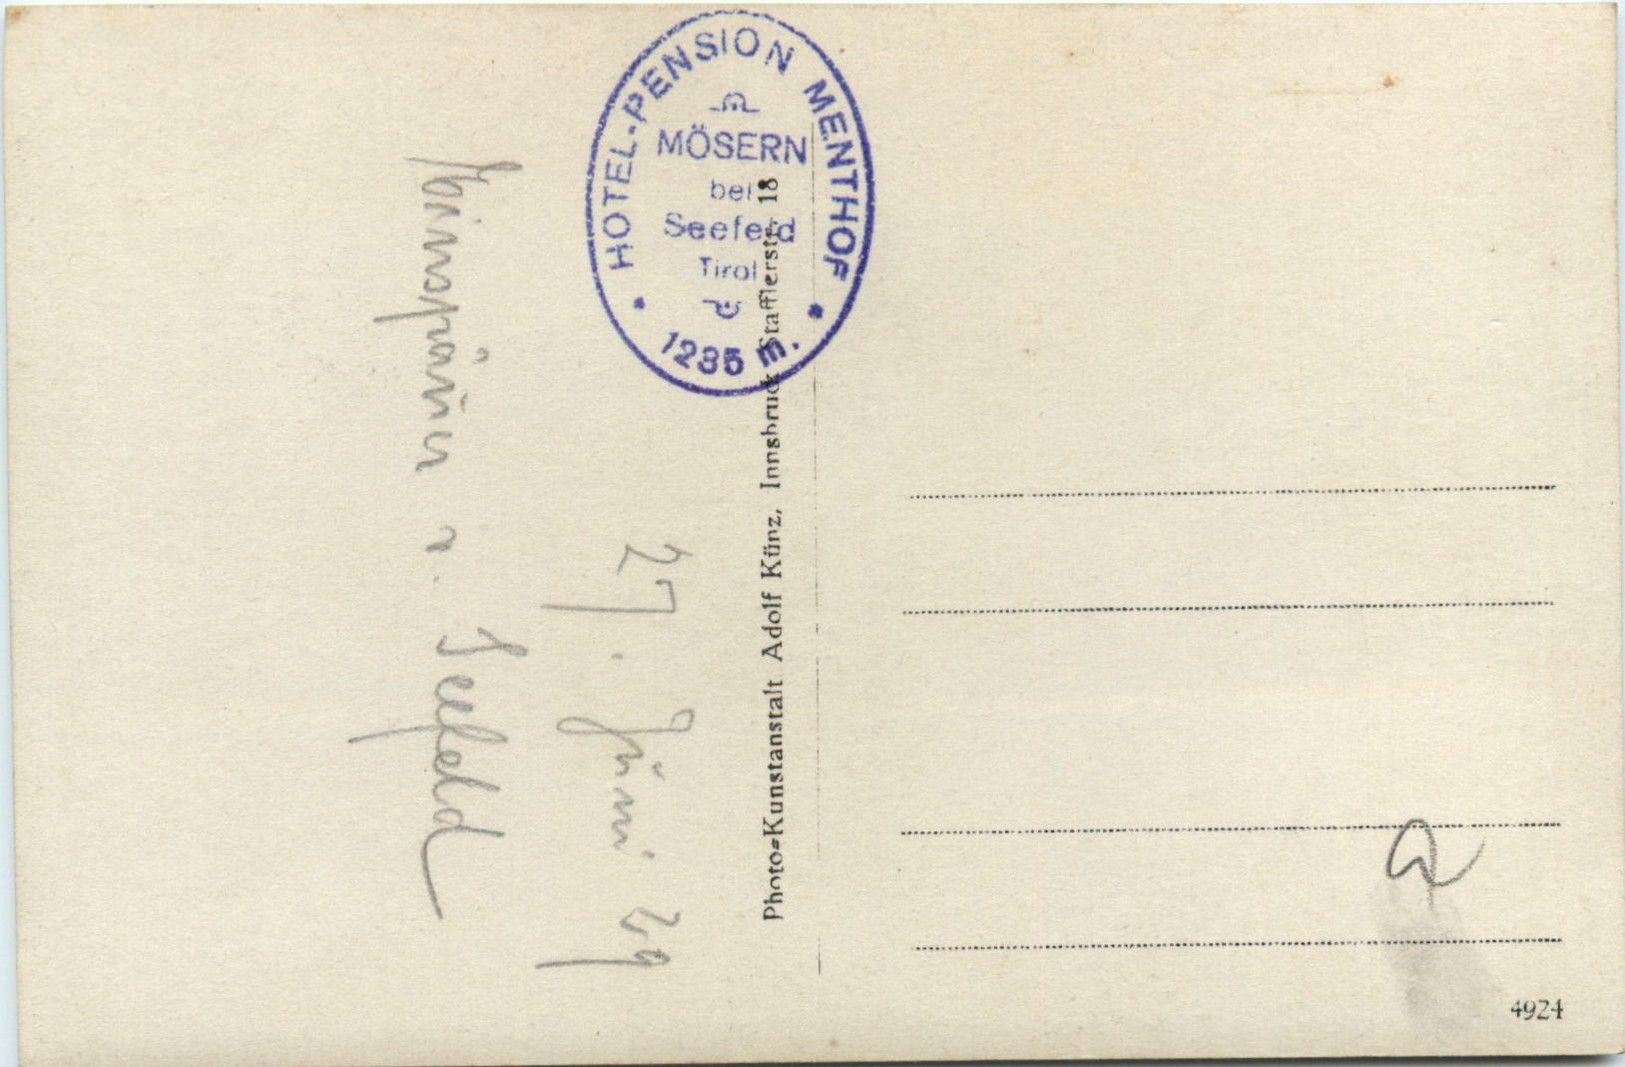 HOTEL-PENSION MENTHOF
MÖSERN
bei
Seefeld
Tirol
1235 m.
Photo-Kunstanstalt Adolf Künz, Innsbruck Stafflerstr. 18
27. Juni 29
Seefeld
4924